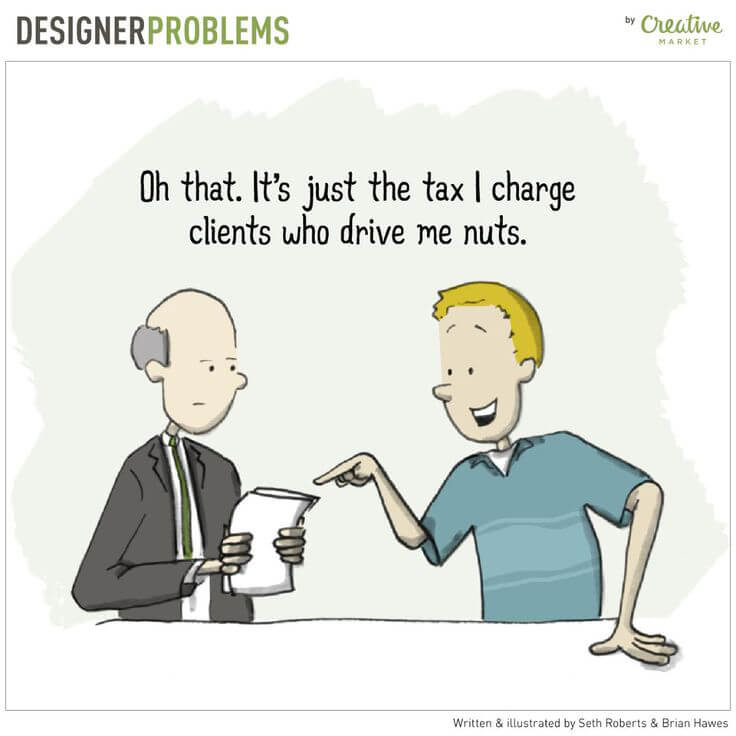 DESIGNERPROBLEMS
by Creative
MARKET
Oh that. It's just the tax I charge
clients who drive me nuts.
Written & illustrated by Seth Roberts & Brian Hawes